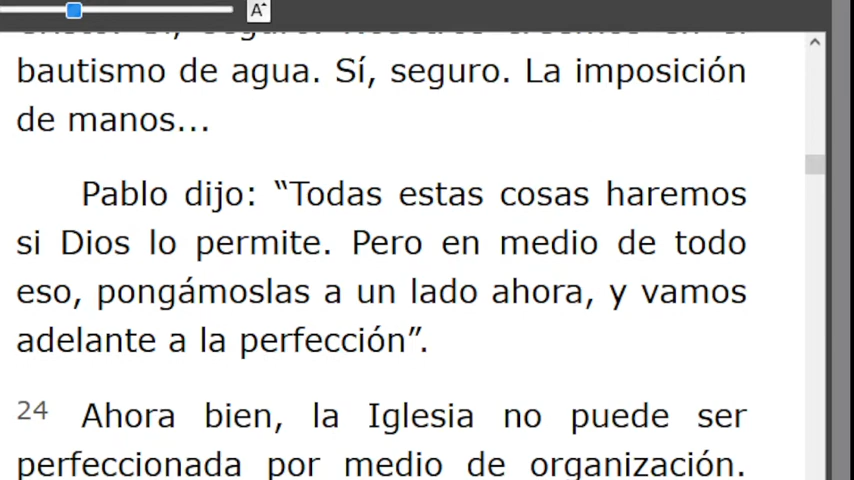 A
bautismo de agua. Sí, seguro. La imposición
de manos...
Pablo dijo: “Todas estas cosas haremos
si Dios lo permite. Pero en medio de todo
eso, pongámoslas a un lado ahora, y vamos
adelante a la perfección”.
24 Ahora bien, la Iglesia no puede ser
perfeccionada por medio de organización.